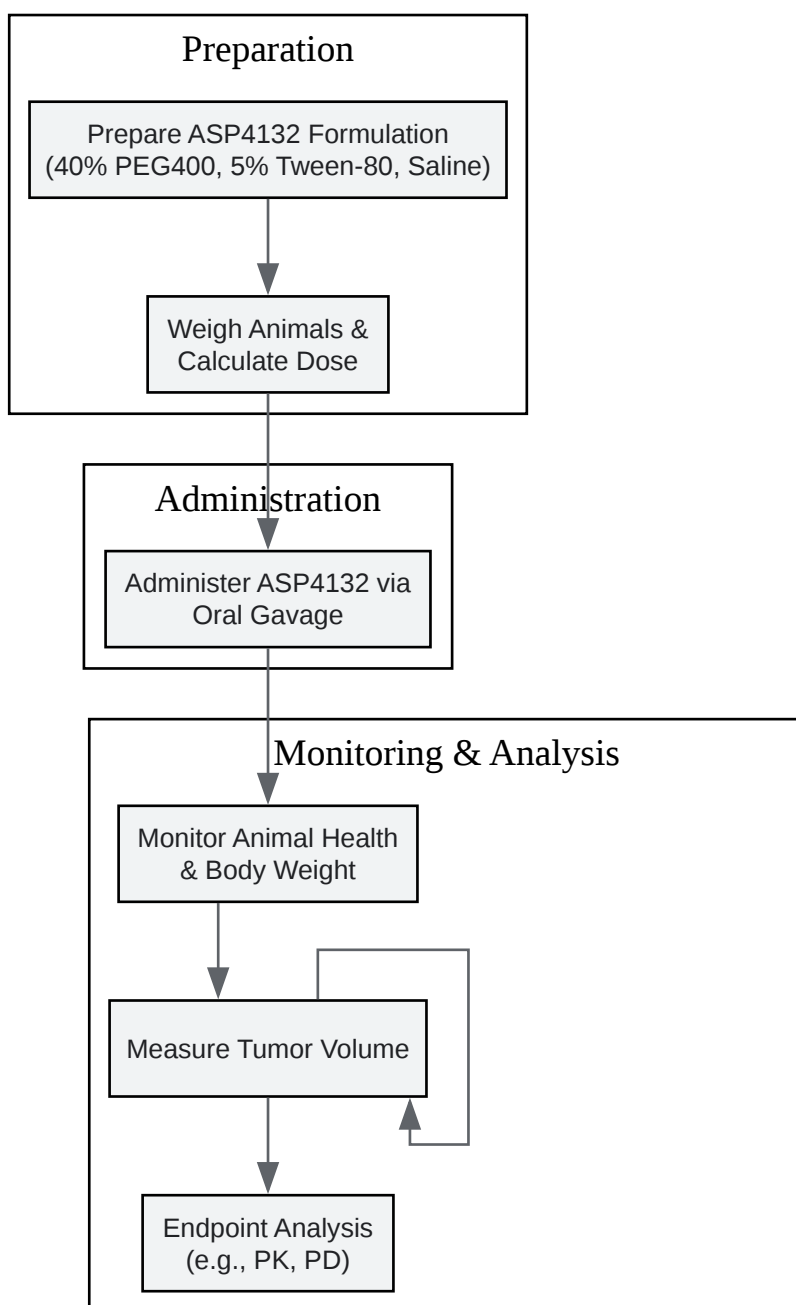 Preparation
Prepare ASP4132 Formulation
(40% PEG400, 5% Tween-80, Saline)
Weigh Animals &
Calculate Dose
Administration
Administer ASP4132 via
Oral Gavage
Monitoring & Analysis
Monitor Animal Health
& Body Weight
Measure Tumor Volume
Endpoint Analysis
(e.g., PK, PD)